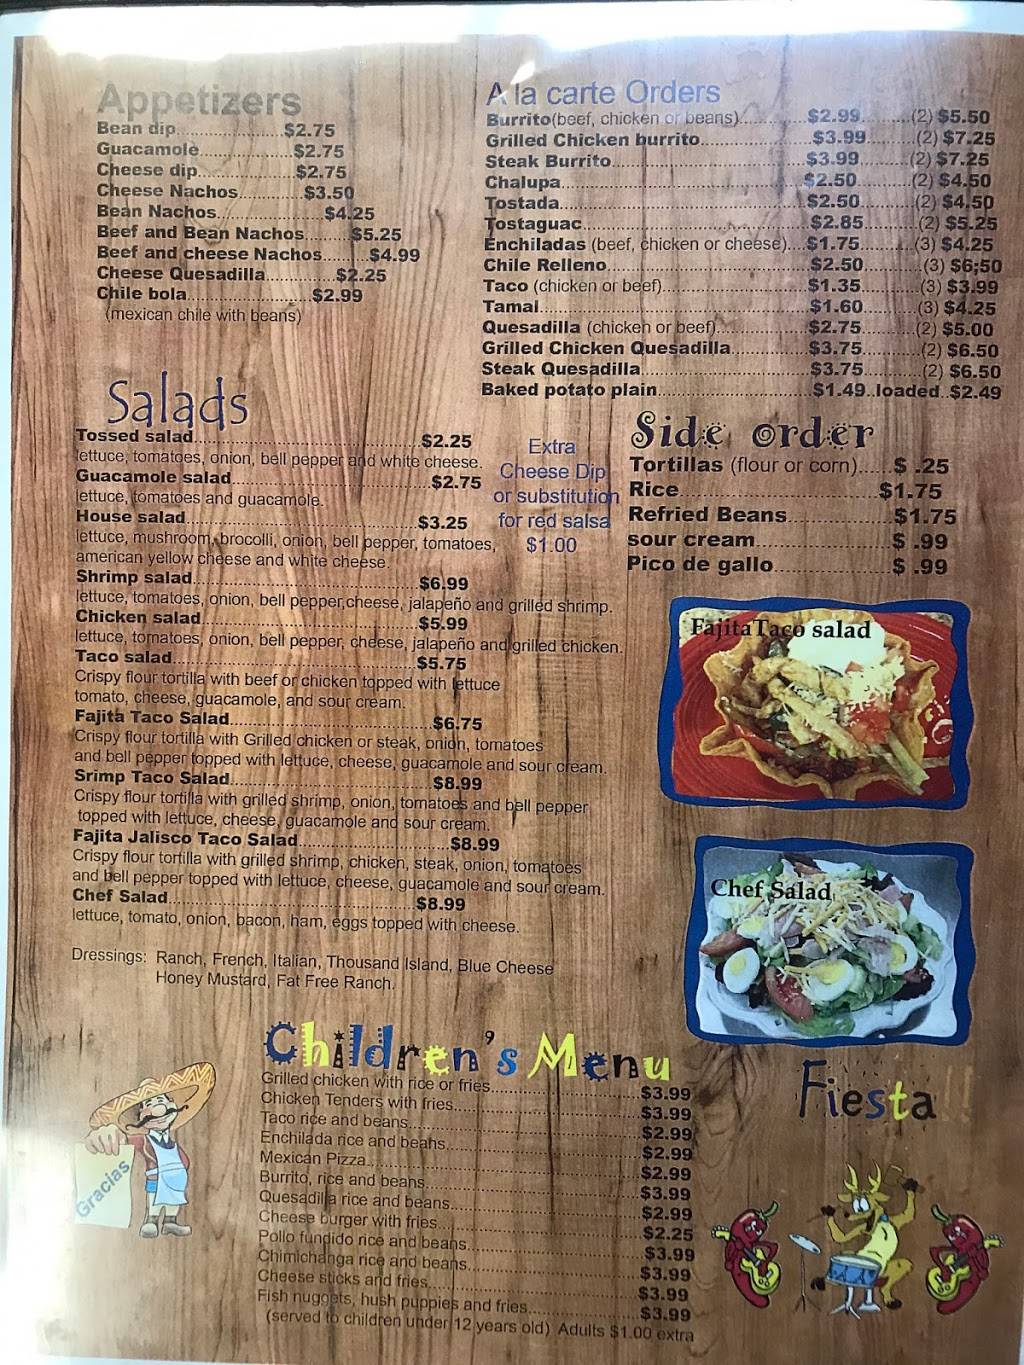 Appetizers
Bean dip.....................$2.75
Guacamole..................$2.75
Cheese dip..................$2.75
Cheese Nachos............$3.50
Bean Nachos....................$4.25
Beef and Bean Nachos........$5.25
Beef and cheese Nachos........$4.99
Cheese Quesadilla.............$2.25
Chile bola.......................$2.99
(mexican chile with beans)
A la carte Orders
Burrito(beef, chicken or beans)............$2.99.........(2) $5.50
Grilled Chicken burrito....................$3.99.........(2) $7.25
Steak Burrito....................$3.99.........(2) $7.25
Chalupa....................$2.50.........(2) $4.50
Tostada....................$2.50.........(2) $4.50
Tostaguac....................$2.85.........(2) $5.25
Enchiladas (beef, chicken or cheese)...$1.75.........(3) $4.25
Chile Relleno....................$2.50.........(3) $6;50
Taco (chicken or beef)....................$1.35.........(3) $3.99
Tamal....................$1.60.........(3) $4.25
Quesadilla (chicken or beef)....................$2.75.........(2) $5.00
Grilled Chicken Quesadilla.............$3.75.........(2) $6.50
Steak Quesadilla....................$3.75.........(2) $6.50
Baked potato plain....................$1.49..loaded..$2.49
Salads
Tossed salad....................$2.25
lettuce, tomatoes, onion, bell pepper and white cheese.
Guacamole salad....................$2.75
lettuce, tomatoes and guacamole.
House salad....................$3.25
lettuce, mushroom, brocolli, onion, bell pepper, tomatoes,
american yellow cheese and white cheese.
Shrimp salad....................$6.99
lettuce, tomatoes, onion, bell pepper,cheese, jalapeño and grilled shrimp.
Chicken salad....................$5.99
lettuce, tomatoes, onion, bell pepper, cheese, jalapeño and grilled chicken.
Taco salad....................$5.75
Crispy flour tortilla with beef or chicken topped with lettuce
tomato, cheese, guacamole, and sour cream.
Fajita Taco Salad....................$6.75
Crispy flour tortilla with Grilled chicken or steak, onion, tomatoes
and bell pepper topped with lettuce, cheese, guacamole and sour cream.
Srimp Taco Salad....................$8.99
Crispy flour tortilla with grilled shrimp, onion, tomatoes and bell pepper
topped with lettuce, cheese, guacamole and sour cream.
Fajita Jalisco Taco Salad....................$8.99
Crispy flour tortilla with grilled shrimp, chicken, steak, onion, tomatoes
and bell pepper topped with lettuce, cheese, guacamole and sour cream.
Chef Salad....................$8.99
lettuce, tomato, onion, bacon, ham, eggs topped with cheese.
Dressings: Ranch, French, Italian, Thousand Island, Blue Cheese
Honey Mustard, Fat Free Ranch.
Extra
Cheese Dip
or substitution
for red salsa
$1.00
Side order
Tortillas (flour or corn)......$ .25
Rice....................$1.75
Refried Beans..............$1.75
sour cream....................$ .99
Pico de gallo.................$ .99
FajitaTaco salad
Chef Salad
Children's Menu
Grilled chicken with rice or fries....................$3.99
Chicken Tenders with fries....................$3.99
Taco rice and beans....................$2.99
Enchilada rice and beans....................$2.99
Mexican Pizza....................$2.99
Burrito, rice and beans....................$3.99
Quesadilla rice and beans....................$2.99
Cheese burger with fries....................$2.25
Pollo fundido rice and beans....................$3.99
Chimichanga rice and beans....................$3.99
Cheese sticks and fries....................$3.99
Fish nuggets, hush puppies and fries....................$3.99
(served to children under 12 years old) Adults $1.00 extra
Gracias
Fiesta!!